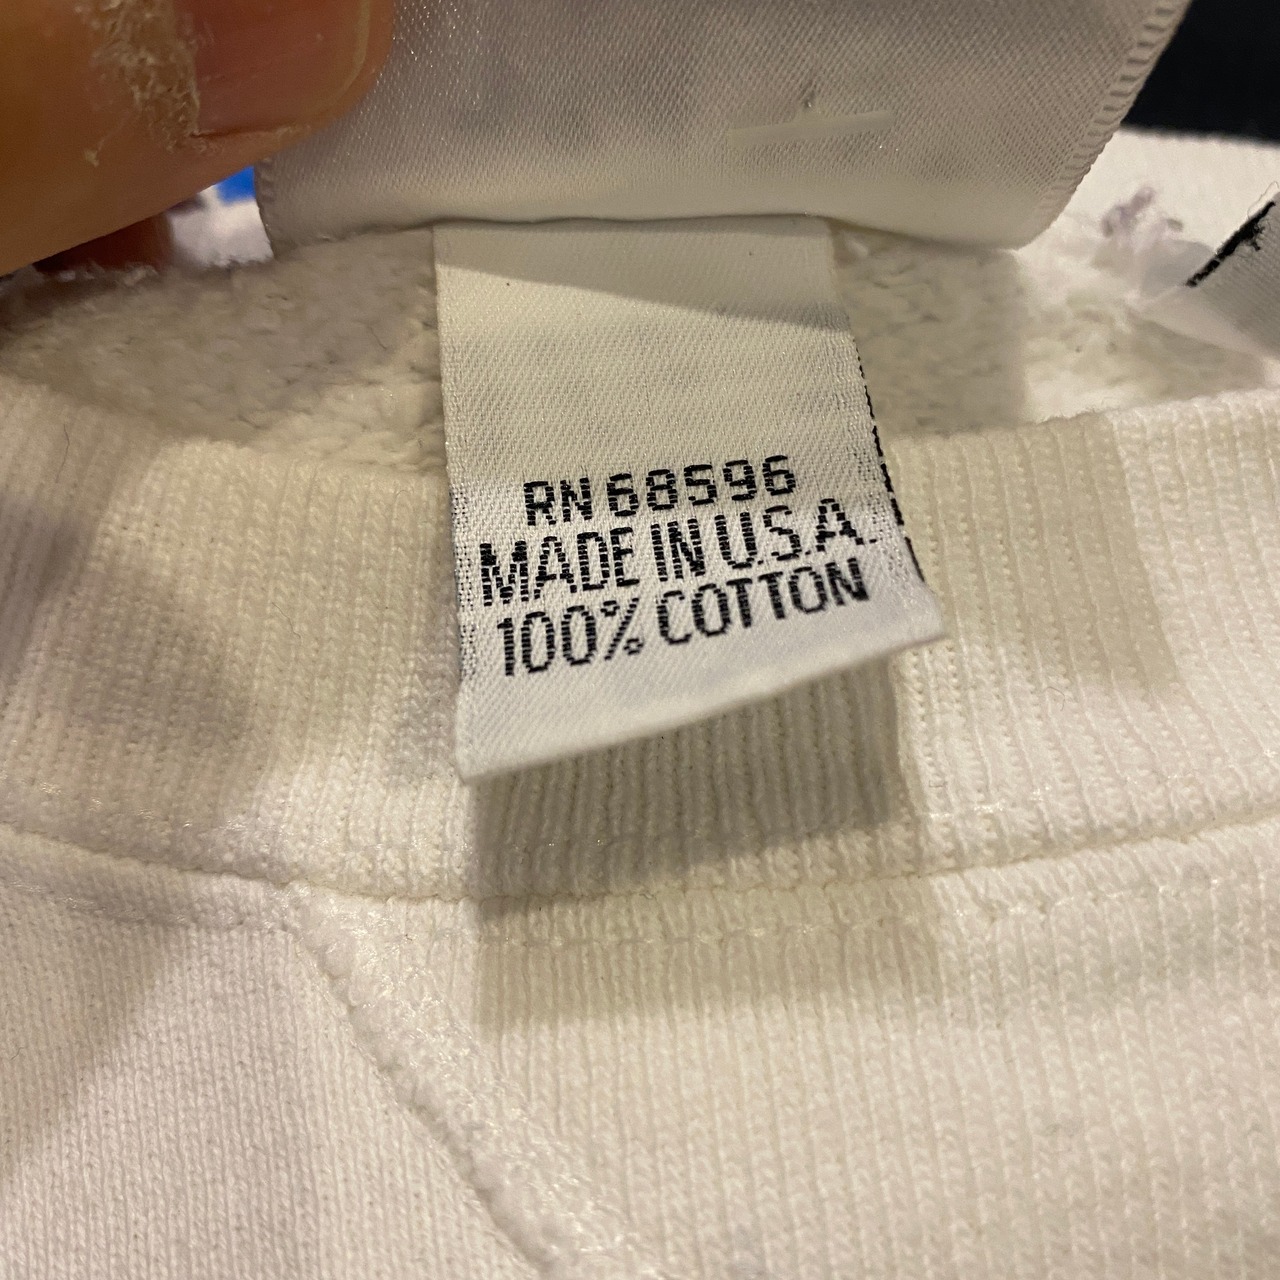 RN 68596
MADE IN U.S.A.
100% COTTON